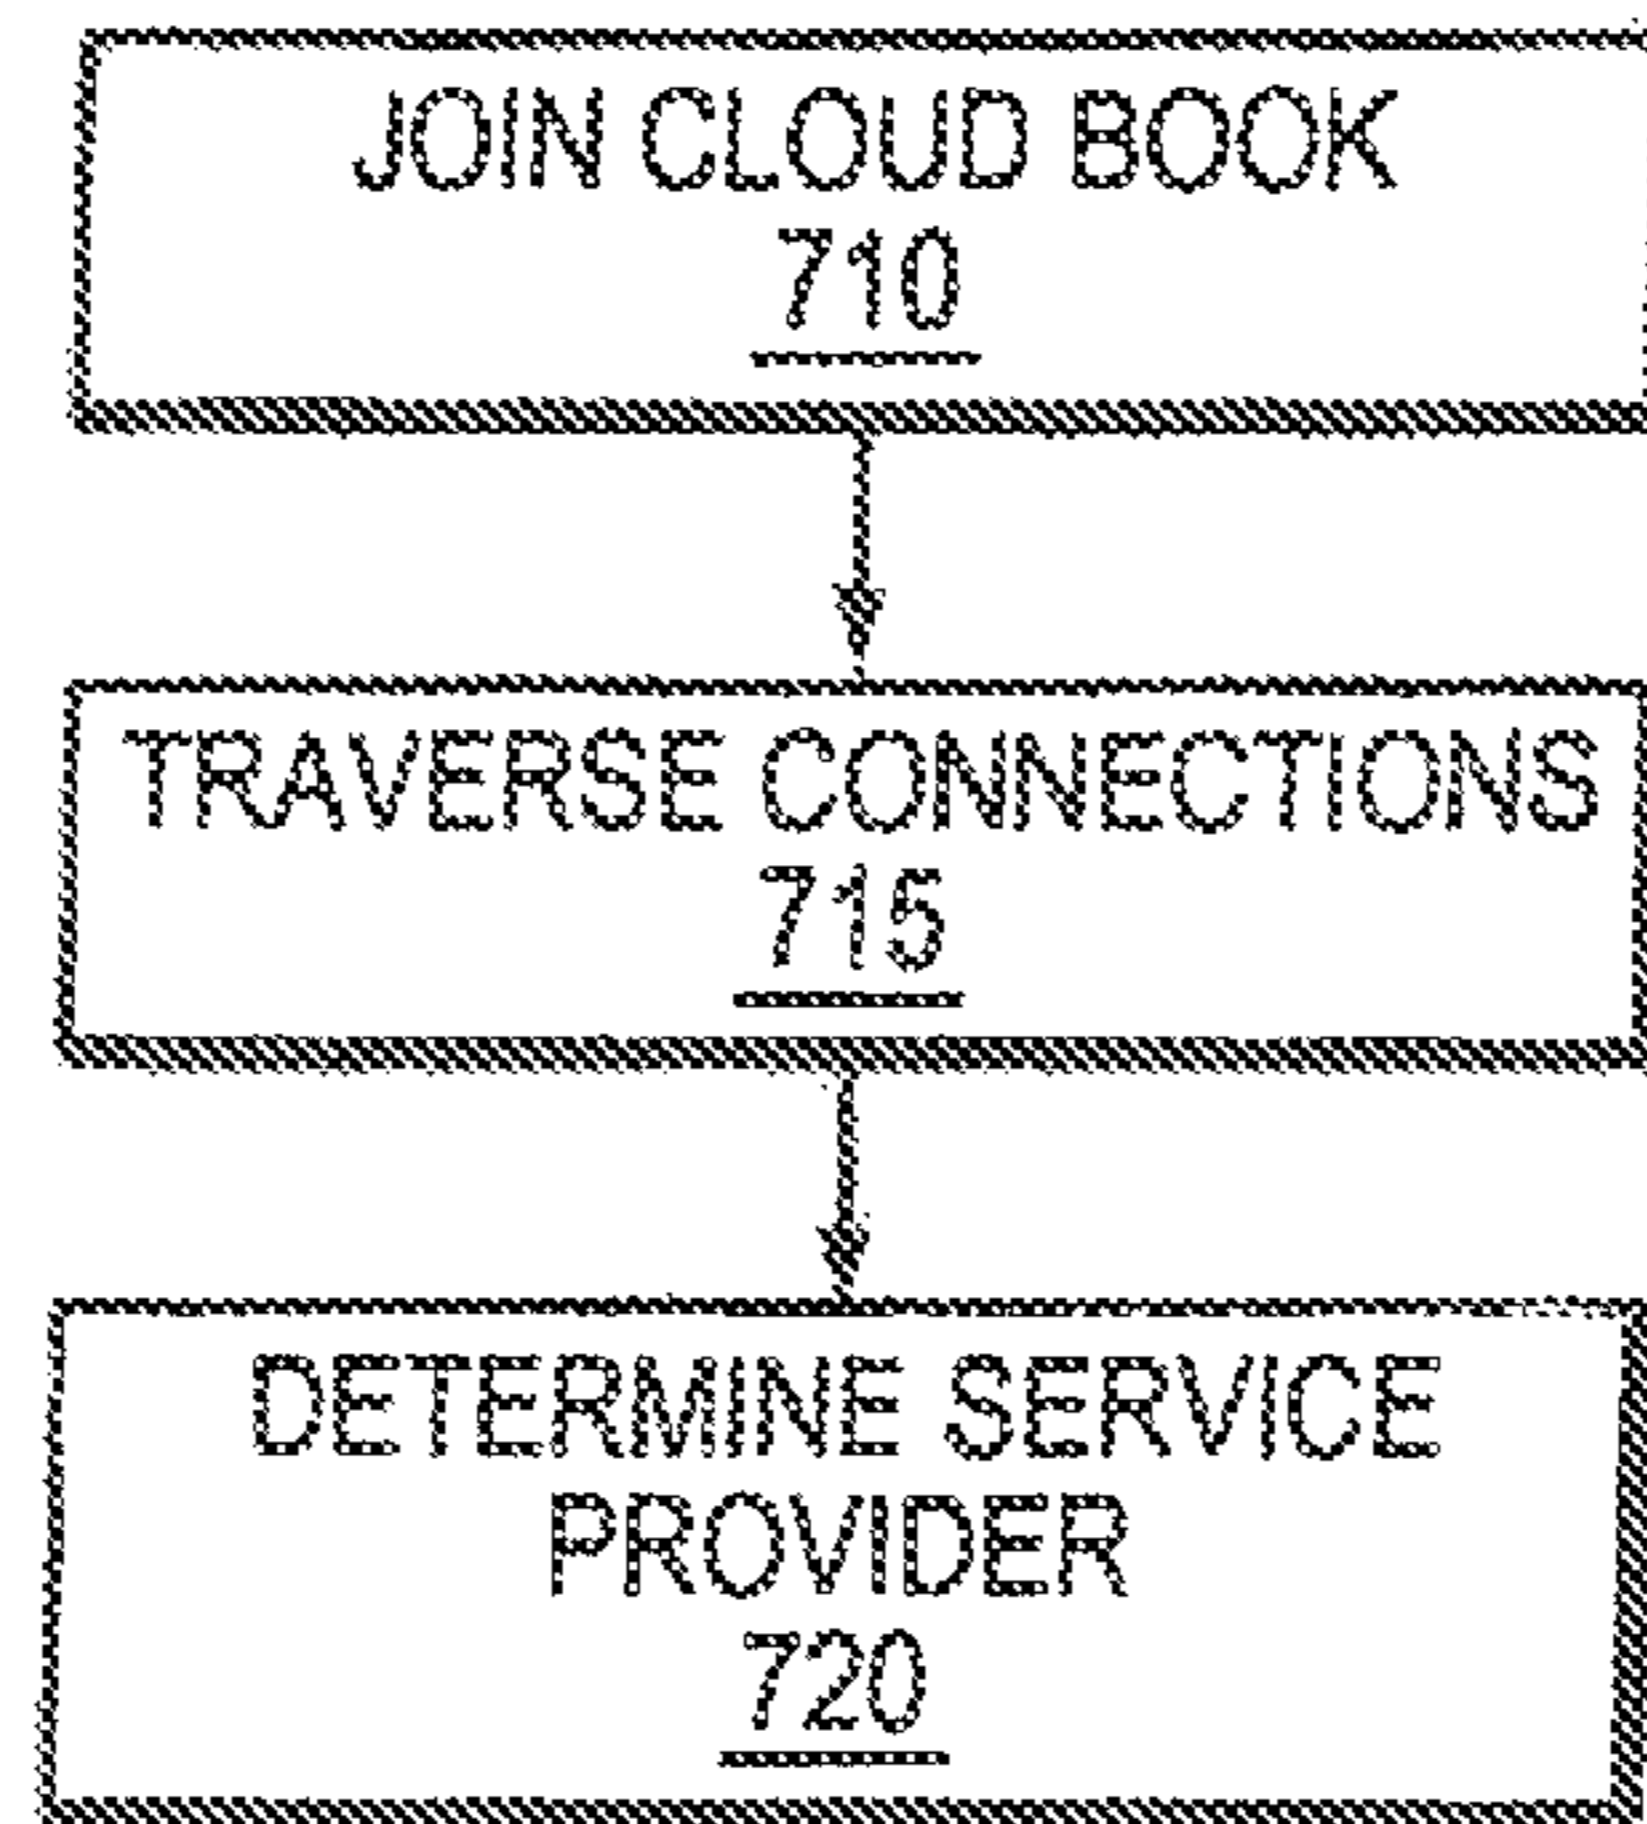 JOIN CLOUD BOOK
710
TRAVERSE CONNECTIONS
715
DETERMINE SERVICE
PROVIDER
720